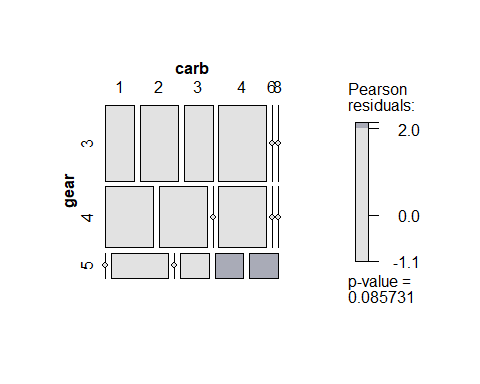 carb
1 2 3 4 6 8
gear
3
4
5
Pearson
residuals:
2.0
0.0
-1.1
p-value =
0.085731